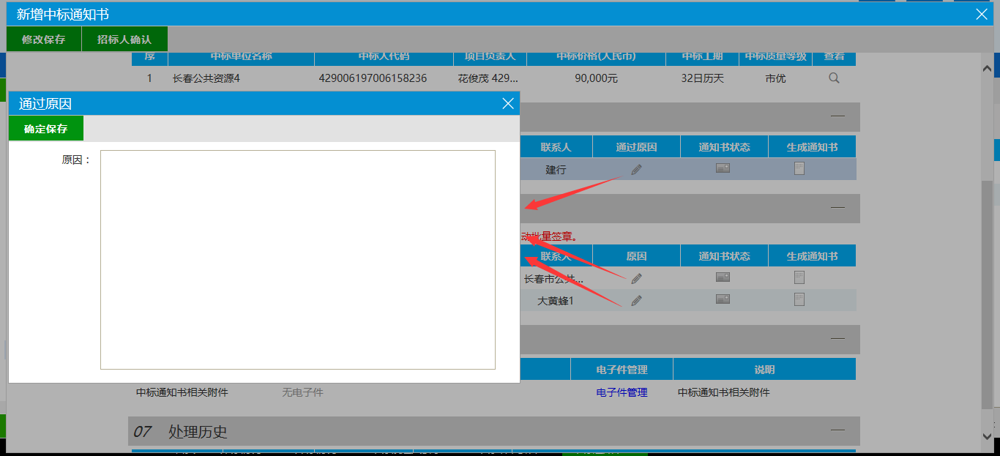 新增中标通知书
修改保存 招标人确认
序 中标单位名称 中标人代码 项目负责人 中标价格(人民币) 中标工期 中标质量等级 查看
1 长春公共资源4 429006197006158236 花俊茂 429... 90,000元 32日历天 市优
通过原因
确定保存
原因：
联系人 通过原因 通知书状态 生成通知书
建行
动批量签章。
联系人 原因 通知书状态 生成通知书
长春市公共...
大黄蜂1
电子件管理 说明
中标通知书相关附件 无电子件 电子件管理 中标通知书相关附件
07 处理历史